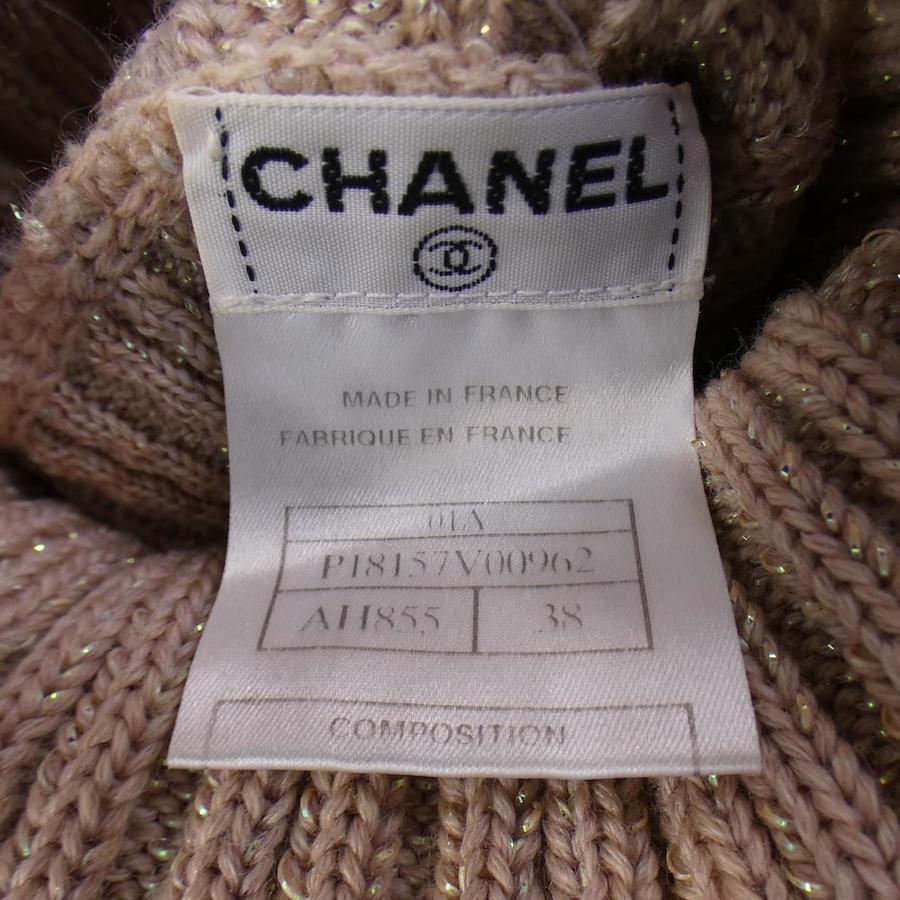 CHANEL
MADE IN FRANCE
FABRIQUE EN FRANCE
01A
P18157V00962
AH855 38
COMPOSITION